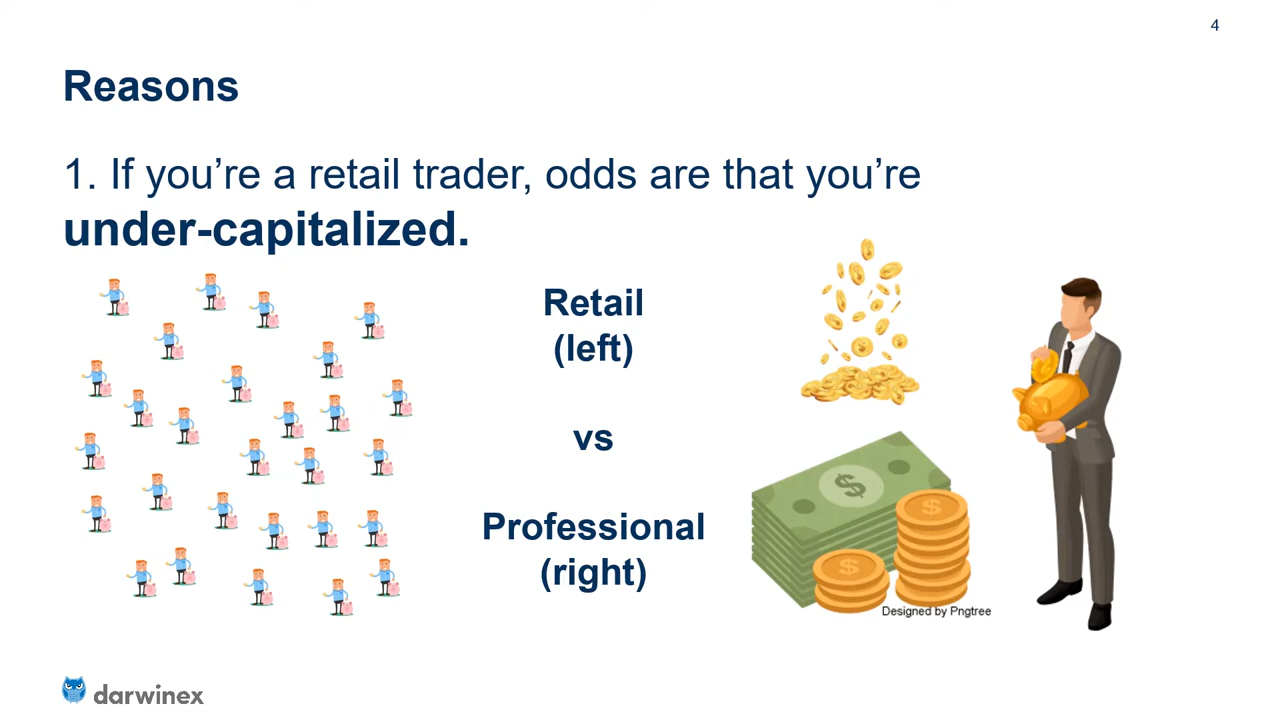 4
Reasons
1. If you’re a retail trader, odds are that you’re
under-capitalized.
Retail
(left)
vs
Professional
(right)
$
$
$
Designed by Pngtree
darwinex